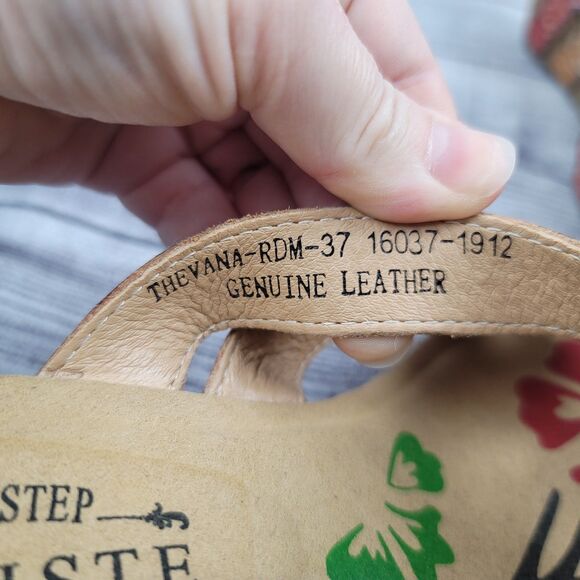 THEVANA-RDM-37 16037-1912
GENUINE LEATHER
STEP